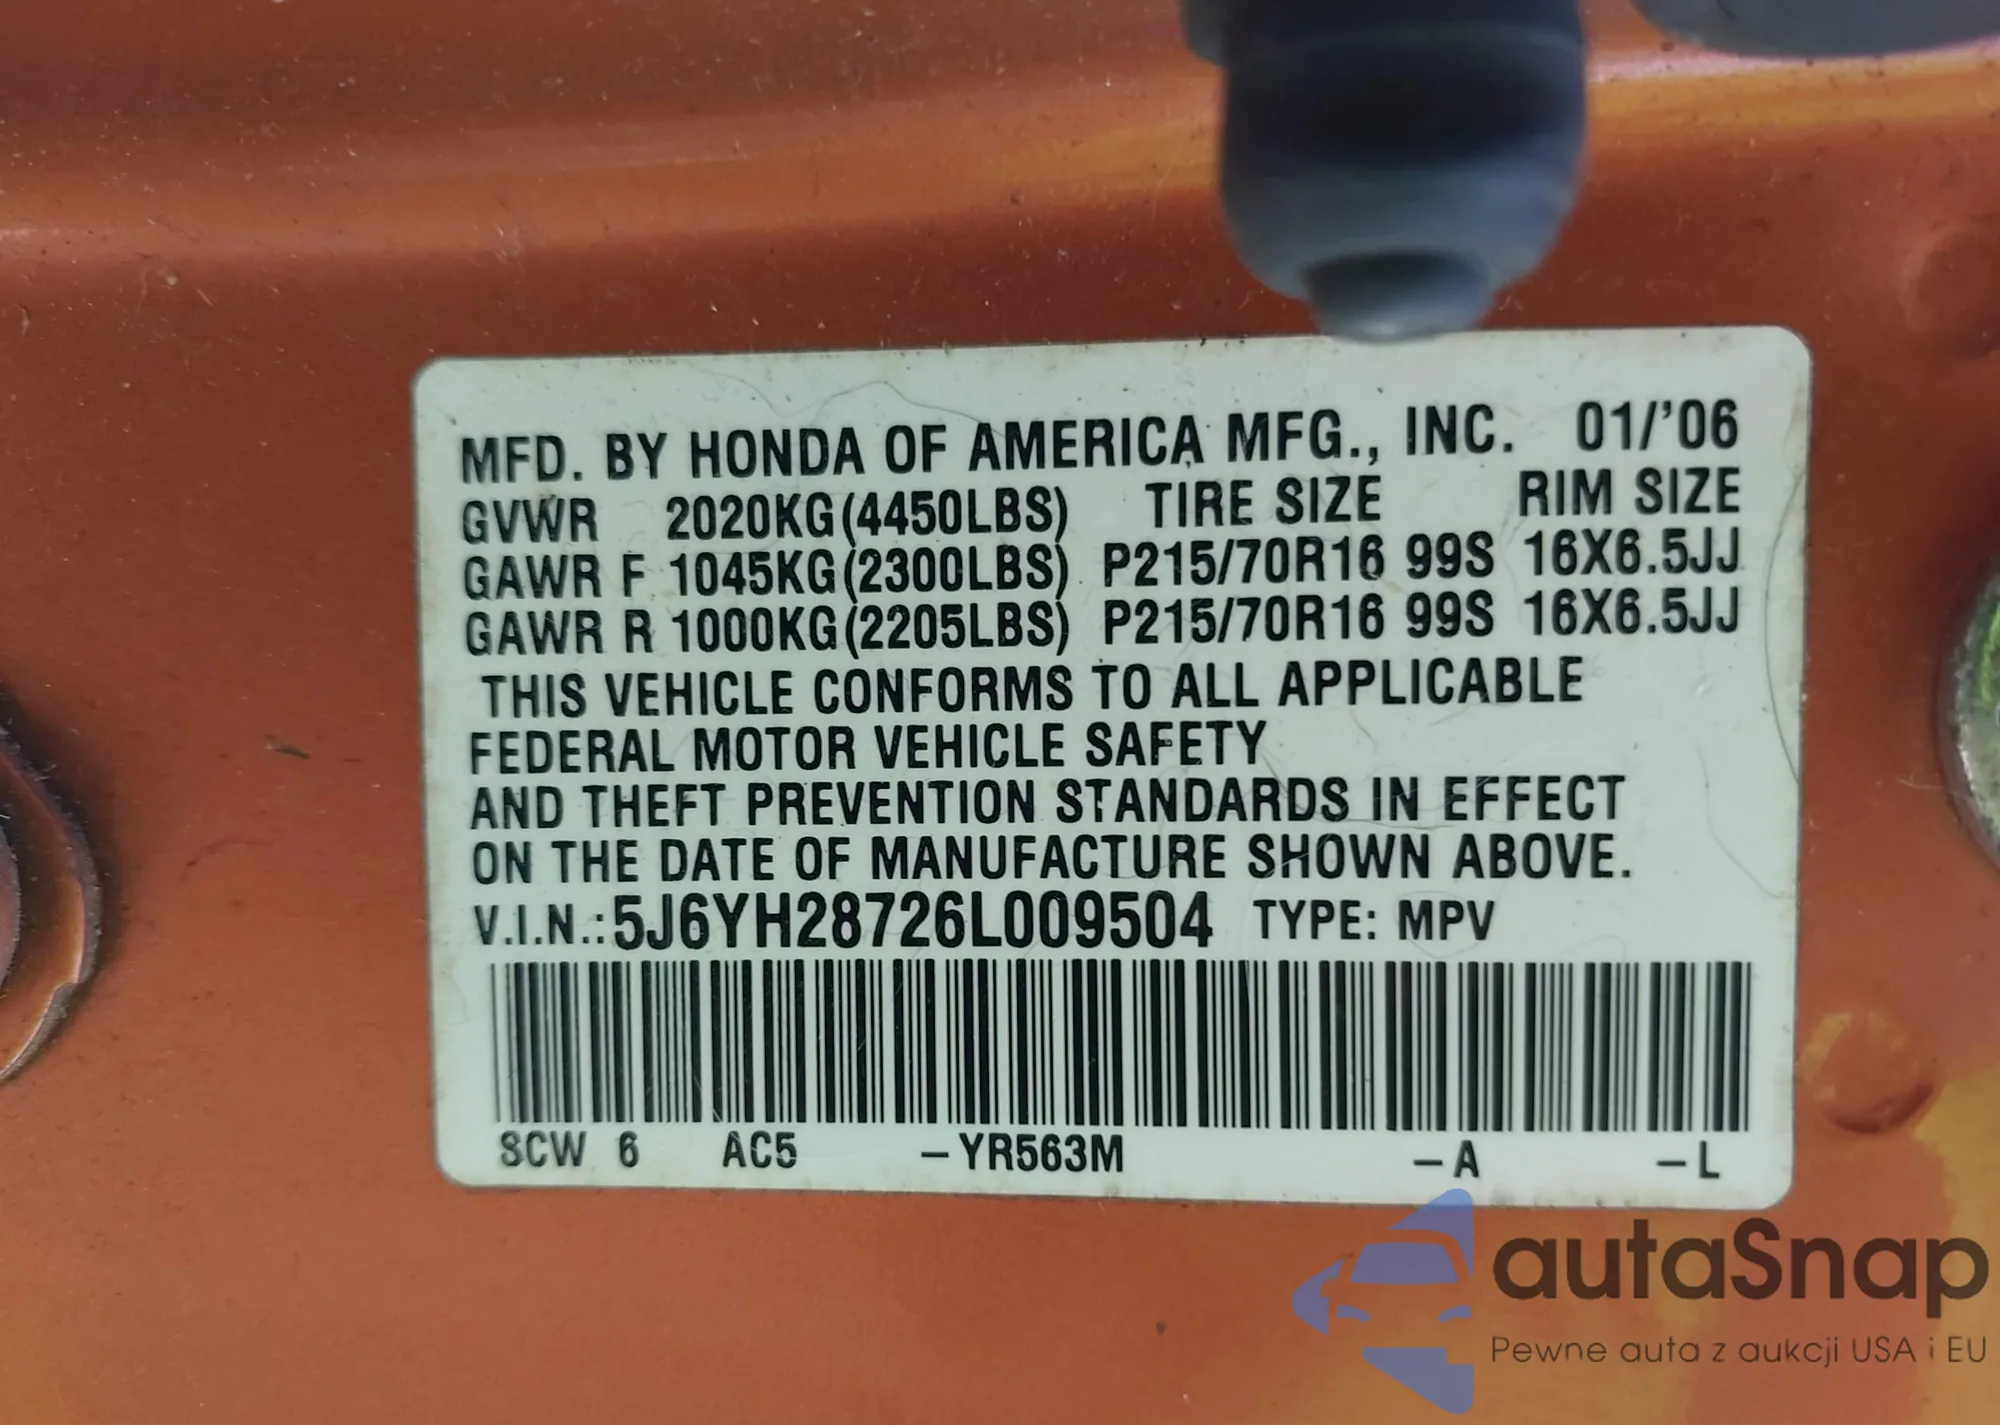 MFD. BY HONDA OF AMERICA MFG., INC. 01/'06
GVWR 2020KG(4450LBS) TIRE SIZE RIM SIZE
GAWR F 1045KG(2300LBS) P215/70R16 99S 16X6.5JJ
GAWR R 1000KG(2205LBS) P215/70R16 99S 16X6.5JJ
THIS VEHICLE CONFORMS TO ALL APPLICABLE
FEDERAL MOTOR VEHICLE SAFETY
AND THEFT PREVENTION STANDARDS IN EFFECT
ON THE DATE OF MANUFACTURE SHOWN ABOVE.
V.I.N.:5J6YH28726L009504 TYPE: MPV
SCW 6 AC5 –YR563M –A –L
autaSnap
Pewne auta z aukcji USA i EU